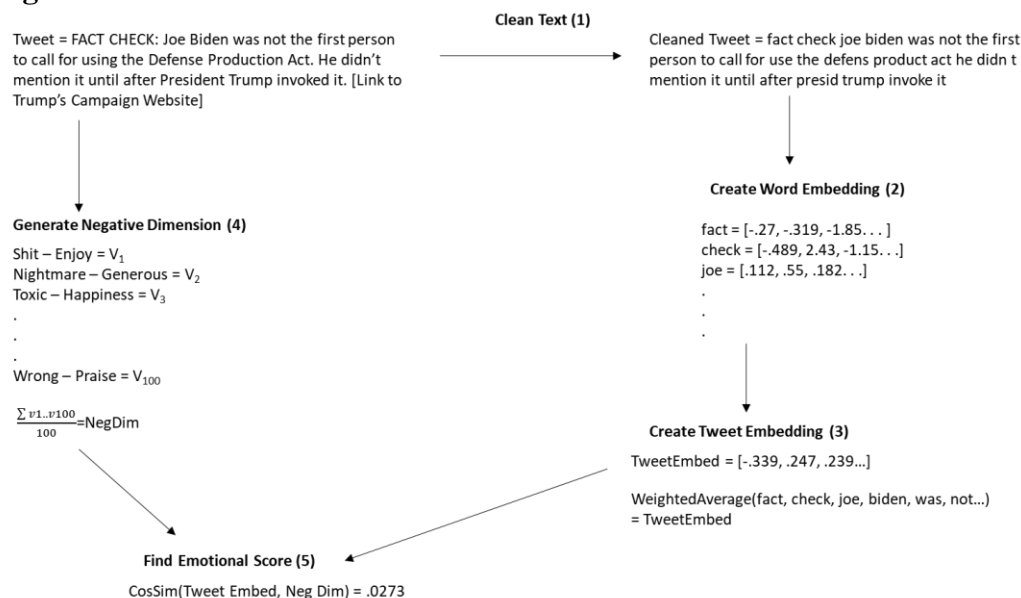 g
Clean Text (1)
Tweet = FACT CHECK: Joe Biden was not the first person
to call for using the Defense Production Act. He didn't
mention it until after President Trump invoked it. [Link to
Trump's Campaign Website]
Cleaned Tweet = fact check joe biden was not the first
person to call for use the defens product act he didn t
mention it until after presid trump invoke it
Create Word Embedding (2)
fact = [-.27, -.319, -1.85. . . ]
check = [-.489, 2.43, -1.15. . .]
joe = [.112, .55, .182. . .]
.
.
.
Generate Negative Dimension (4)
Shit – Enjoy = V₁
Nightmare – Generous = V₂
Toxic – Happiness = V₃
.
.
.
Wrong – Praise = V₁₀₀
∑ v1..v100
100
=NegDim
Create Tweet Embedding (3)
TweetEmbed = [-.339, .247, .239...]
WeightedAverage(fact, check, joe, biden, was, not...)
= TweetEmbed
Find Emotional Score (5)
CosSim(Tweet Embed, Neg Dim) = .0273